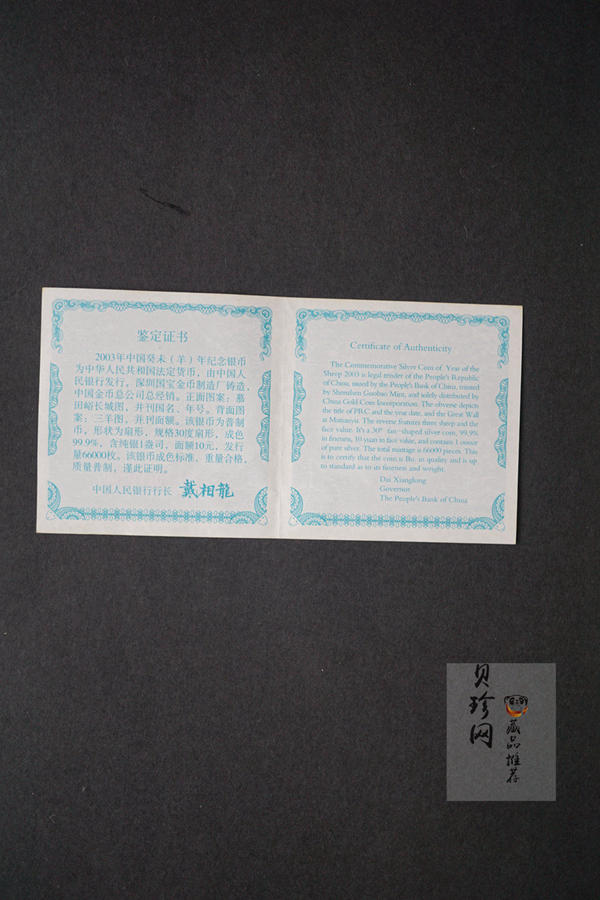 鉴定证书
2003年中国癸未（羊）年纪念银币
为中华人民共和国法定货币，由中国人
民银行发行，深圳国宝金币制造厂铸造，
中国金币总公司总经销。正面图案：慕
田峪长城图，并刊国名、年号。背面图
案：三羊图，并刊面额。该银币为普制
币，形状为扇形，规格30度扇形，成色
99.9%，含纯银1盎司，面额10元，发行
量66000枚。该银币成色标准，重量合格，
质量普制，谨此证明。
中国人民银行行长 戴相龍
Certificate of Authenticity
The Commemorative Silver Coin of Year of the
Sheep 2003 is legal tender of the People's Republic
of China, issued by the People's Bank of China, minted
by Shenzhen Guobao Mint, and solely distributed by
China Gold Coin Incorporation. The obverse depicts
the title of PRC and the year date, and the Great Wall
at Mutianyu. The reverse features three sheep and the
face value. It's a 30° fan-shaped silver coin, 99.9%
in fineness, 10 yuan in face value, and contains 1 ounce
of pure silver. The total mintage is 66000 pieces. This
is to certify that the coin is Bu. in quality and is up
to standard as to its fineness and weight.
Dai Xianglong
Governor
The People's Bank of China
贝珍网
藏品推荐